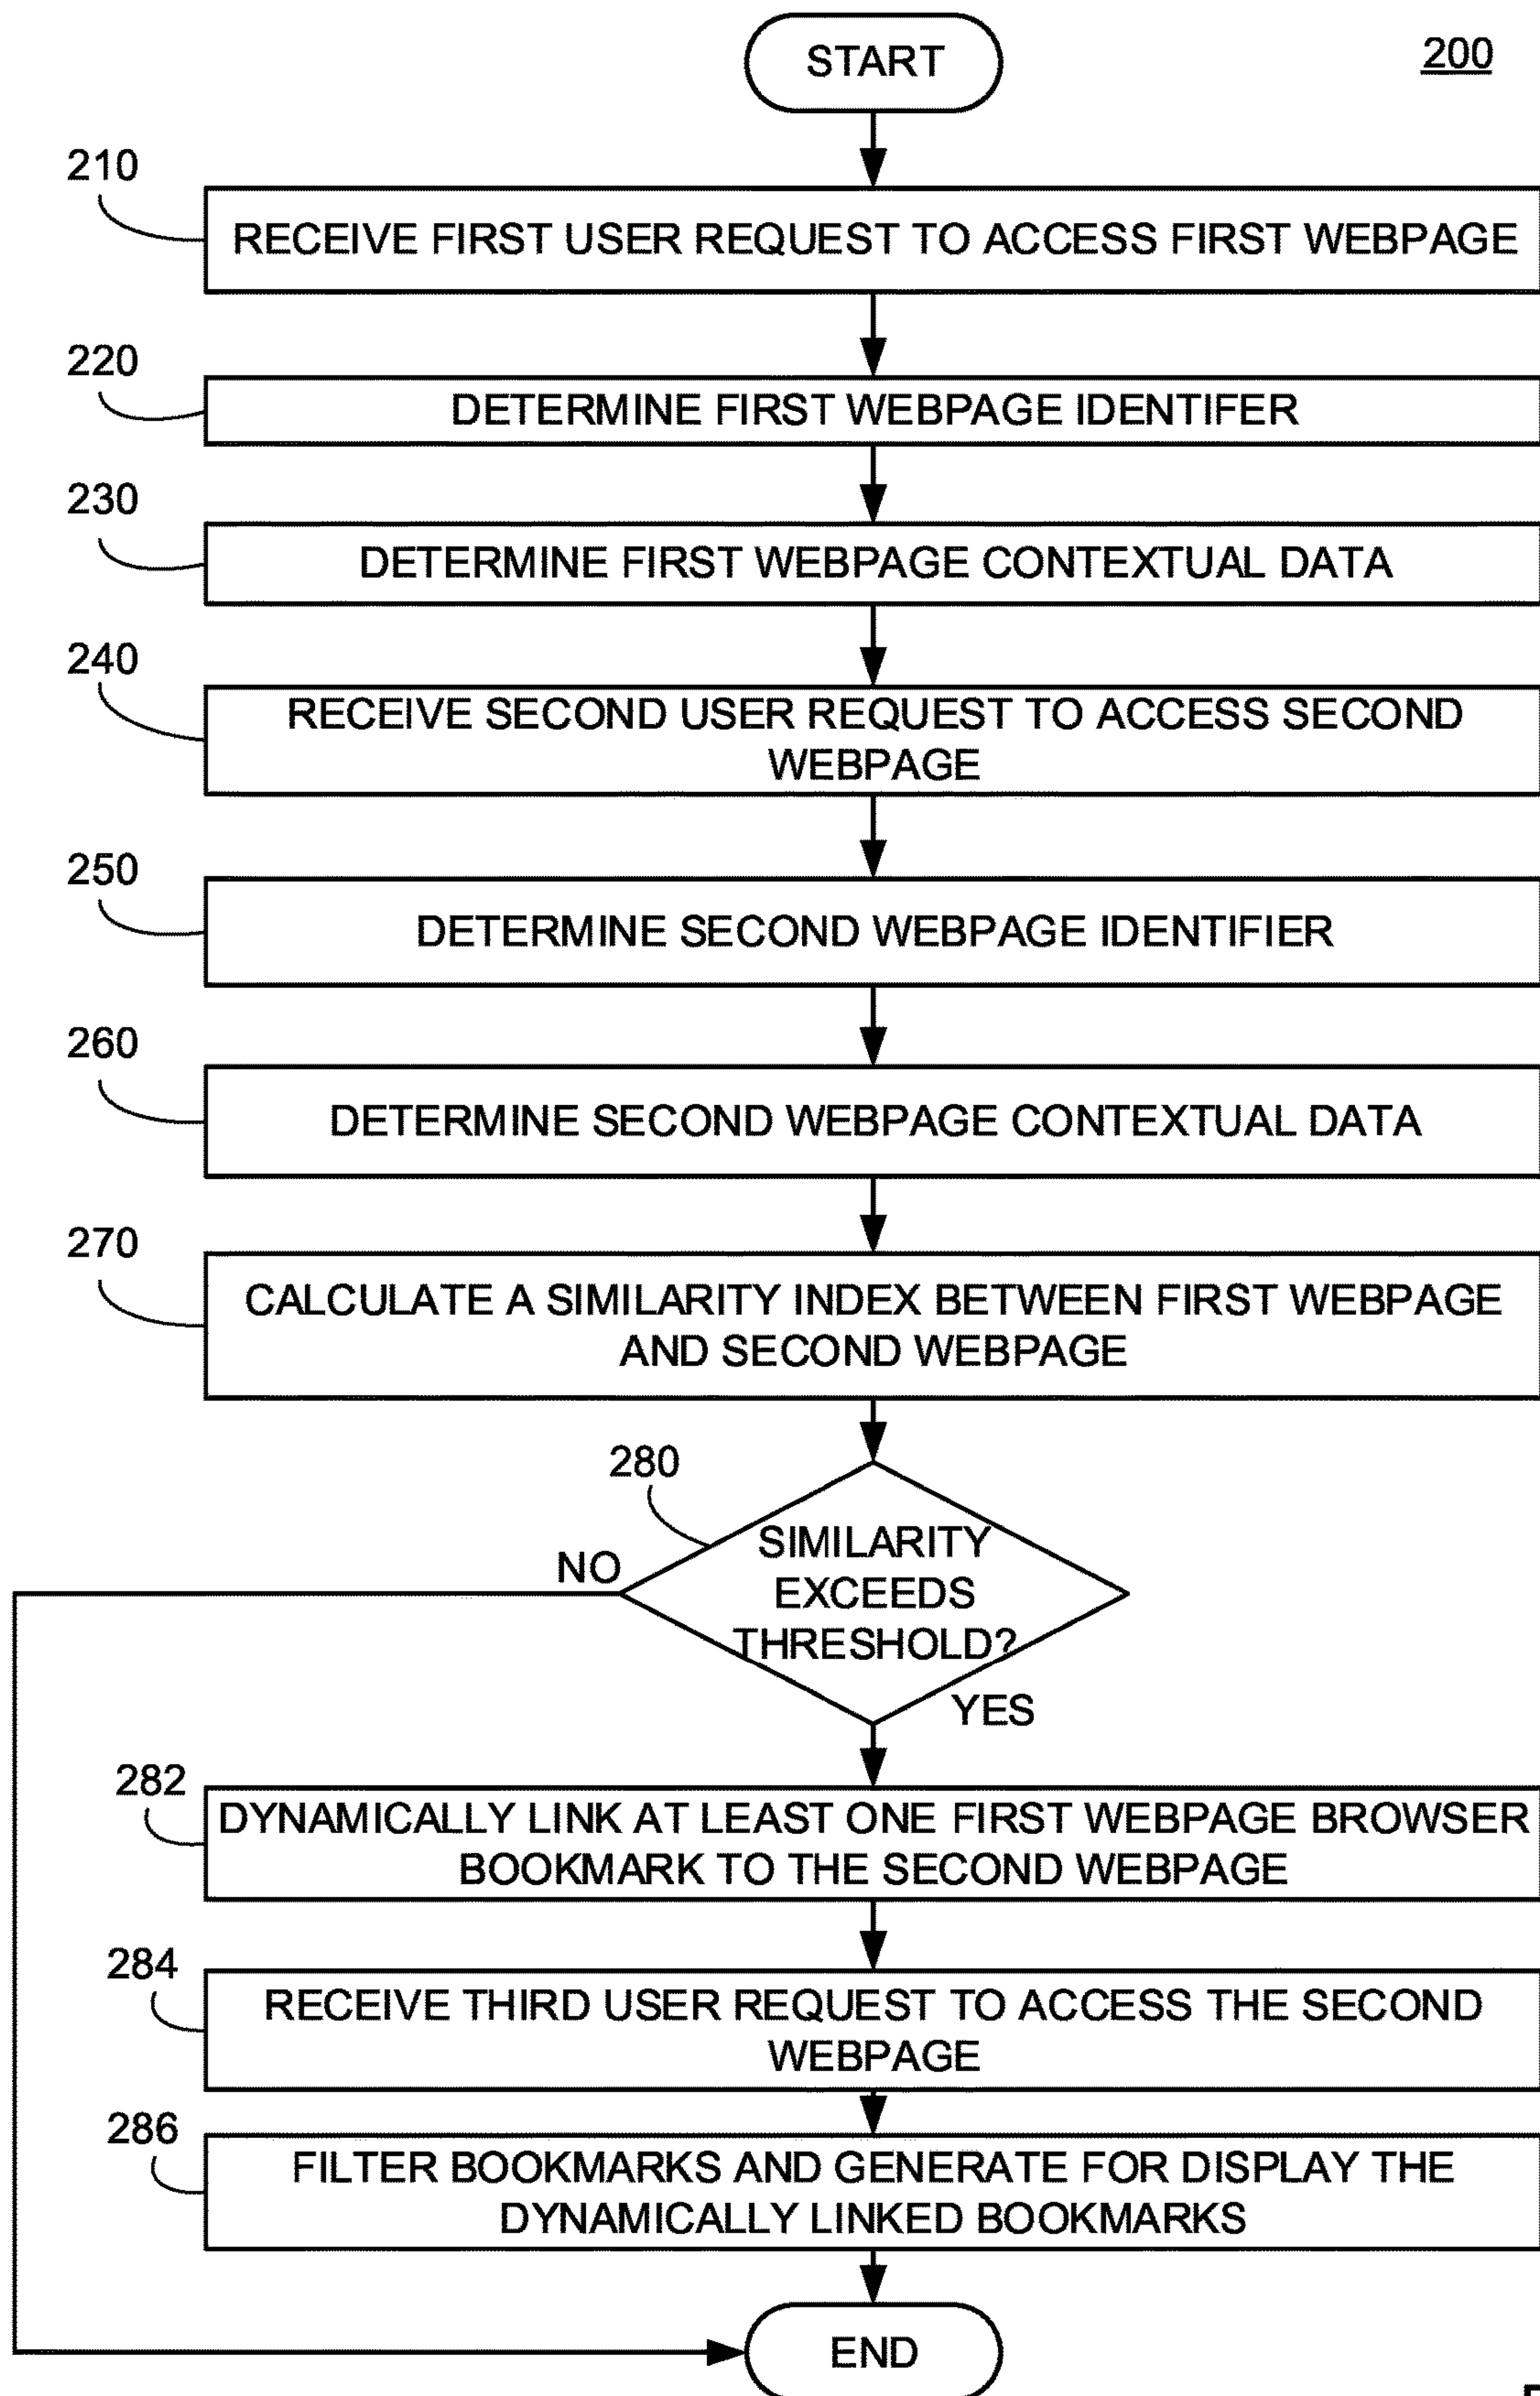 START
200
210
RECEIVE FIRST USER REQUEST TO ACCESS FIRST WEBPAGE
220
DETERMINE FIRST WEBPAGE IDENTIFER
230
DETERMINE FIRST WEBPAGE CONTEXTUAL DATA
240
RECEIVE SECOND USER REQUEST TO ACCESS SECOND
WEBPAGE
250
DETERMINE SECOND WEBPAGE IDENTIFIER
260
DETERMINE SECOND WEBPAGE CONTEXTUAL DATA
270
CALCULATE A SIMILARITY INDEX BETWEEN FIRST WEBPAGE
AND SECOND WEBPAGE
280
SIMILARITY
EXCEEDS
THRESHOLD?
NO
YES
282
DYNAMICALLY LINK AT LEAST ONE FIRST WEBPAGE BROWSER
BOOKMARK TO THE SECOND WEBPAGE
284
RECEIVE THIRD USER REQUEST TO ACCESS THE SECOND
WEBPAGE
286
FILTER BOOKMARKS AND GENERATE FOR DISPLAY THE
DYNAMICALLY LINKED BOOKMARKS
END